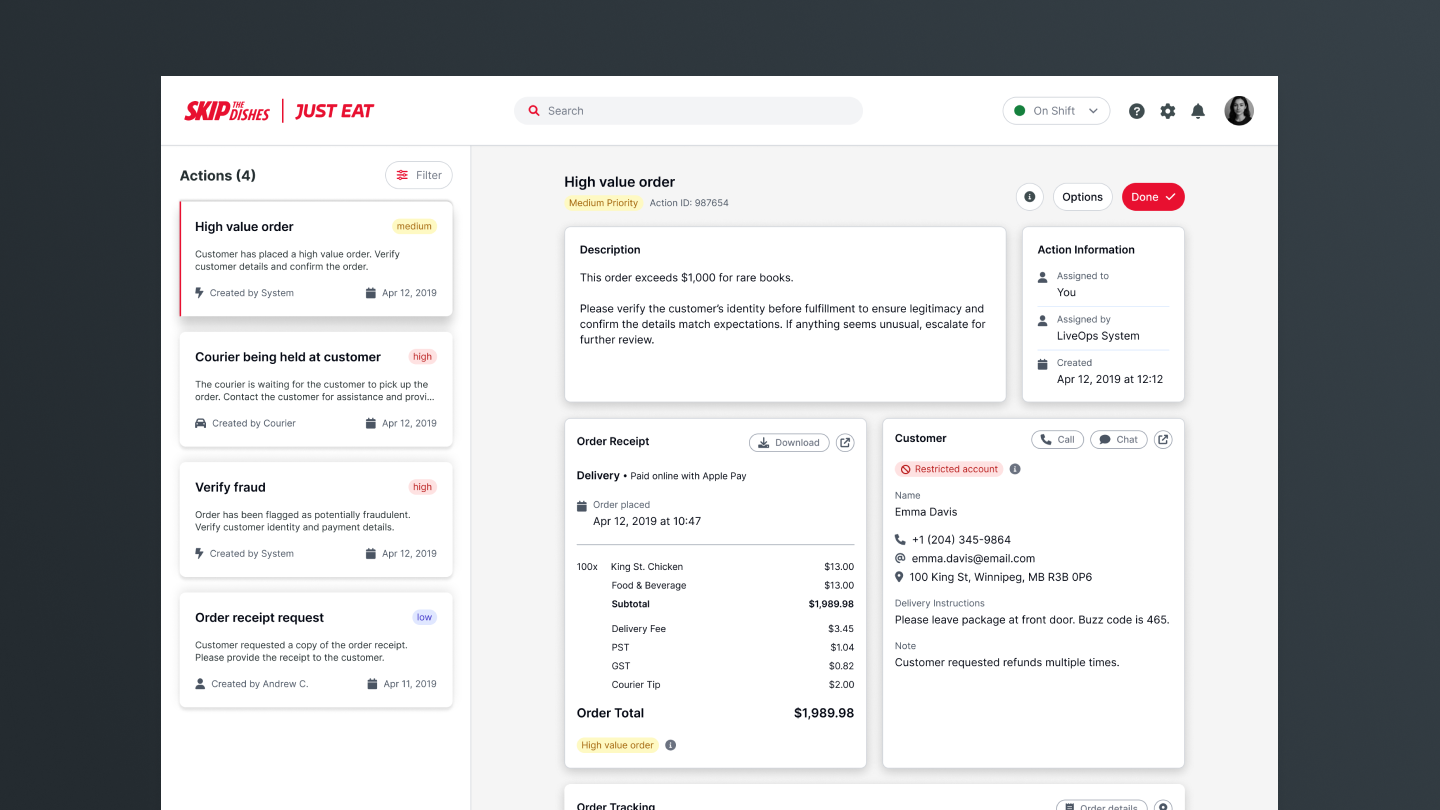 SKIP THE DISHES | JUST EAT
Search
On Shift
Actions (4)
Filter
High value order
medium
Customer has placed a high value order. Verify
customer details and confirm the order.
Created by System
Apr 12, 2019
Courier being held at customer
high
The courier is waiting for the customer to pick up the
order. Contact the customer for assistance and provi...
Created by Courier
Apr 12, 2019
Verify fraud
high
Order has been flagged as potentially fraudulent.
Verify customer identity and payment details.
Created by System
Apr 12, 2019
Order receipt request
low
Customer requested a copy of the order receipt.
Please provide the receipt to the customer.
Created by Andrew C.
Apr 11, 2019
High value order
Medium Priority
Action ID: 987654
Options
Done
Description
This order exceeds $1,000 for rare books.
Please verify the customer’s identity before fulfillment to ensure legitimacy and
confirm the details match expectations. If anything seems unusual, escalate for
further review.
Action Information
Assigned to
You
Assigned by
LiveOps System
Created
Apr 12, 2019 at 12:12
Order Receipt
Download
Delivery • Paid online with Apple Pay
Order placed
Apr 12, 2019 at 10:47
100x King St. Chicken $13.00
Food & Beverage $13.00
Subtotal $1,989.98
Delivery Fee $3.45
PST $1.04
GST $0.82
Courier Tip $2.00
Order Total $1,989.98
High value order
Customer
Call
Chat
Restricted account
Name
Emma Davis
+1 (204) 345-9864
emma.davis@email.com
100 King St, Winnipeg, MB R3B 0P6
Delivery Instructions
Please leave package at front door. Buzz code is 465.
Note
Customer requested refunds multiple times.
Order Tracking
Order details